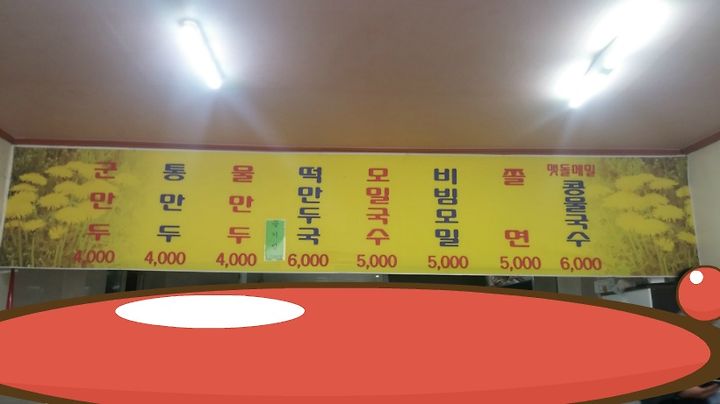 군만두 4,000
통만두 4,000
물만두 4,000
떡만두국 6,000
모밀국수 5,000
비빔모밀 5,000
쫄면 5,000
맷돌메밀
콩물국수 6,000